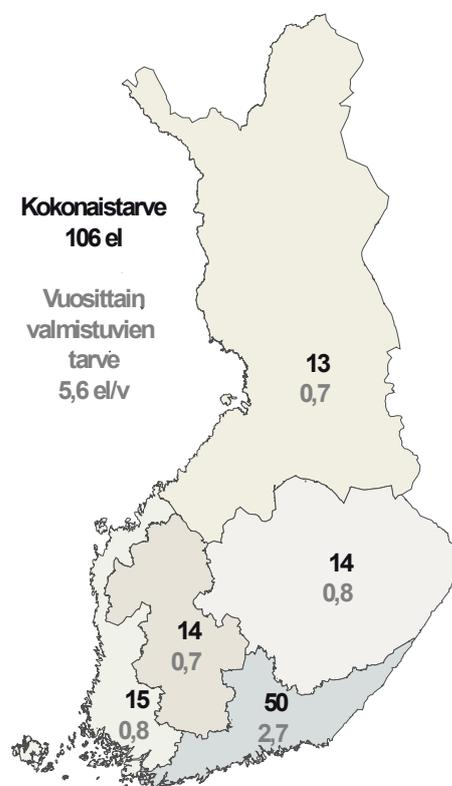 Kokonaistarve
106 el
Vuosittain
valmistuvien
tarve
5,6 el/v
13
0,7
14
0,8
14
0,7
15
0,8
50
2,7